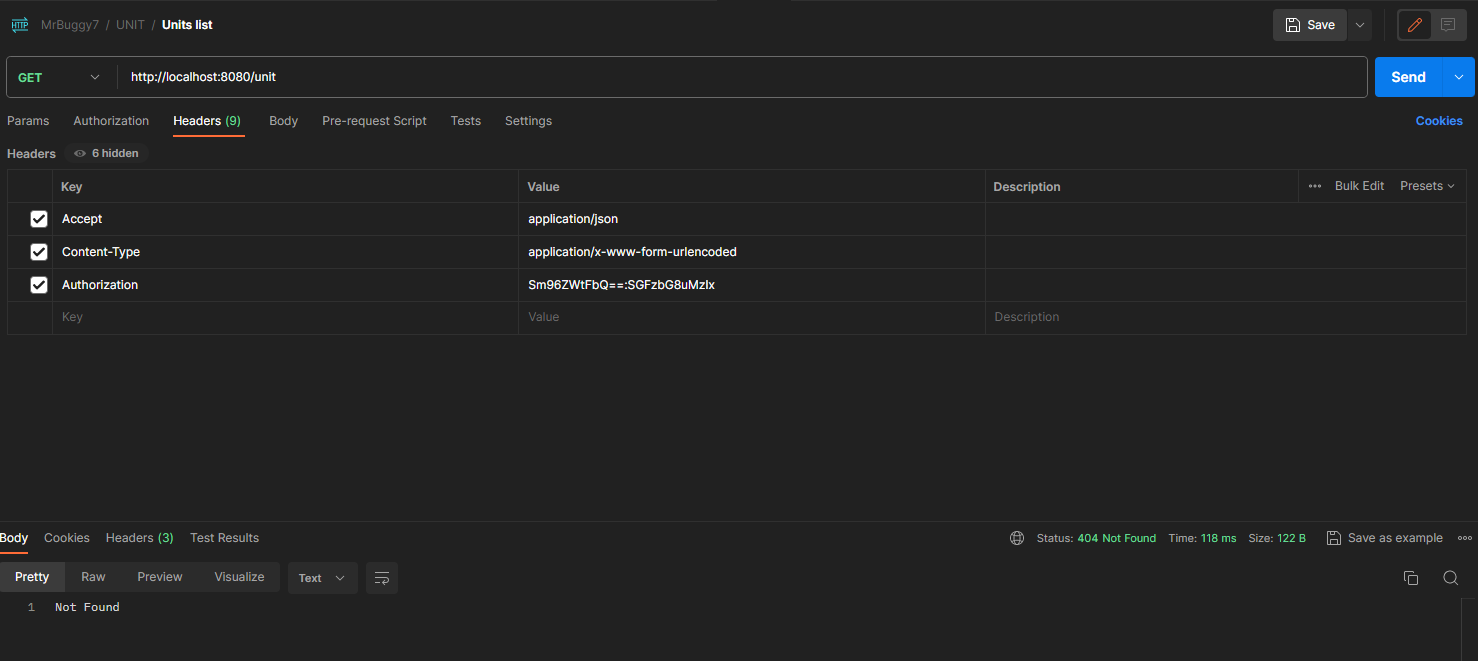 HTTP MrBuggy7 / UNIT / Units list Save
GET http://localhost:8080/unit Send
Params Authorization Headers (9) Body Pre-request Script Tests Settings Cookies
Headers 6 hidden
Key Value Description Bulk Edit Presets
Accept application/json
Content-Type application/x-www-form-urlencoded
Authorization Sm96ZWtFbQ==:SGFzbG8uMzIx
Key Value Description
Body Cookies Headers (3) Test Results Status: 404 Not Found Time: 118 ms Size: 122 B Save as example
Pretty Raw Preview Visualize Text
1 Not Found